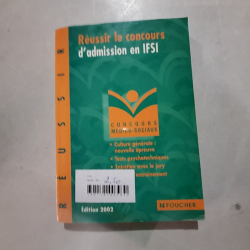 Réussir le concours
d'admission en IFSI
RÉUSSIR
CONCOURS
MÉDICO-SOCIAUX
• Culture générale :
nouvelle épreuve
• Tests psychotechniques
• Entretien avec le jury
entraînement
Édition 2002
FOUCHER